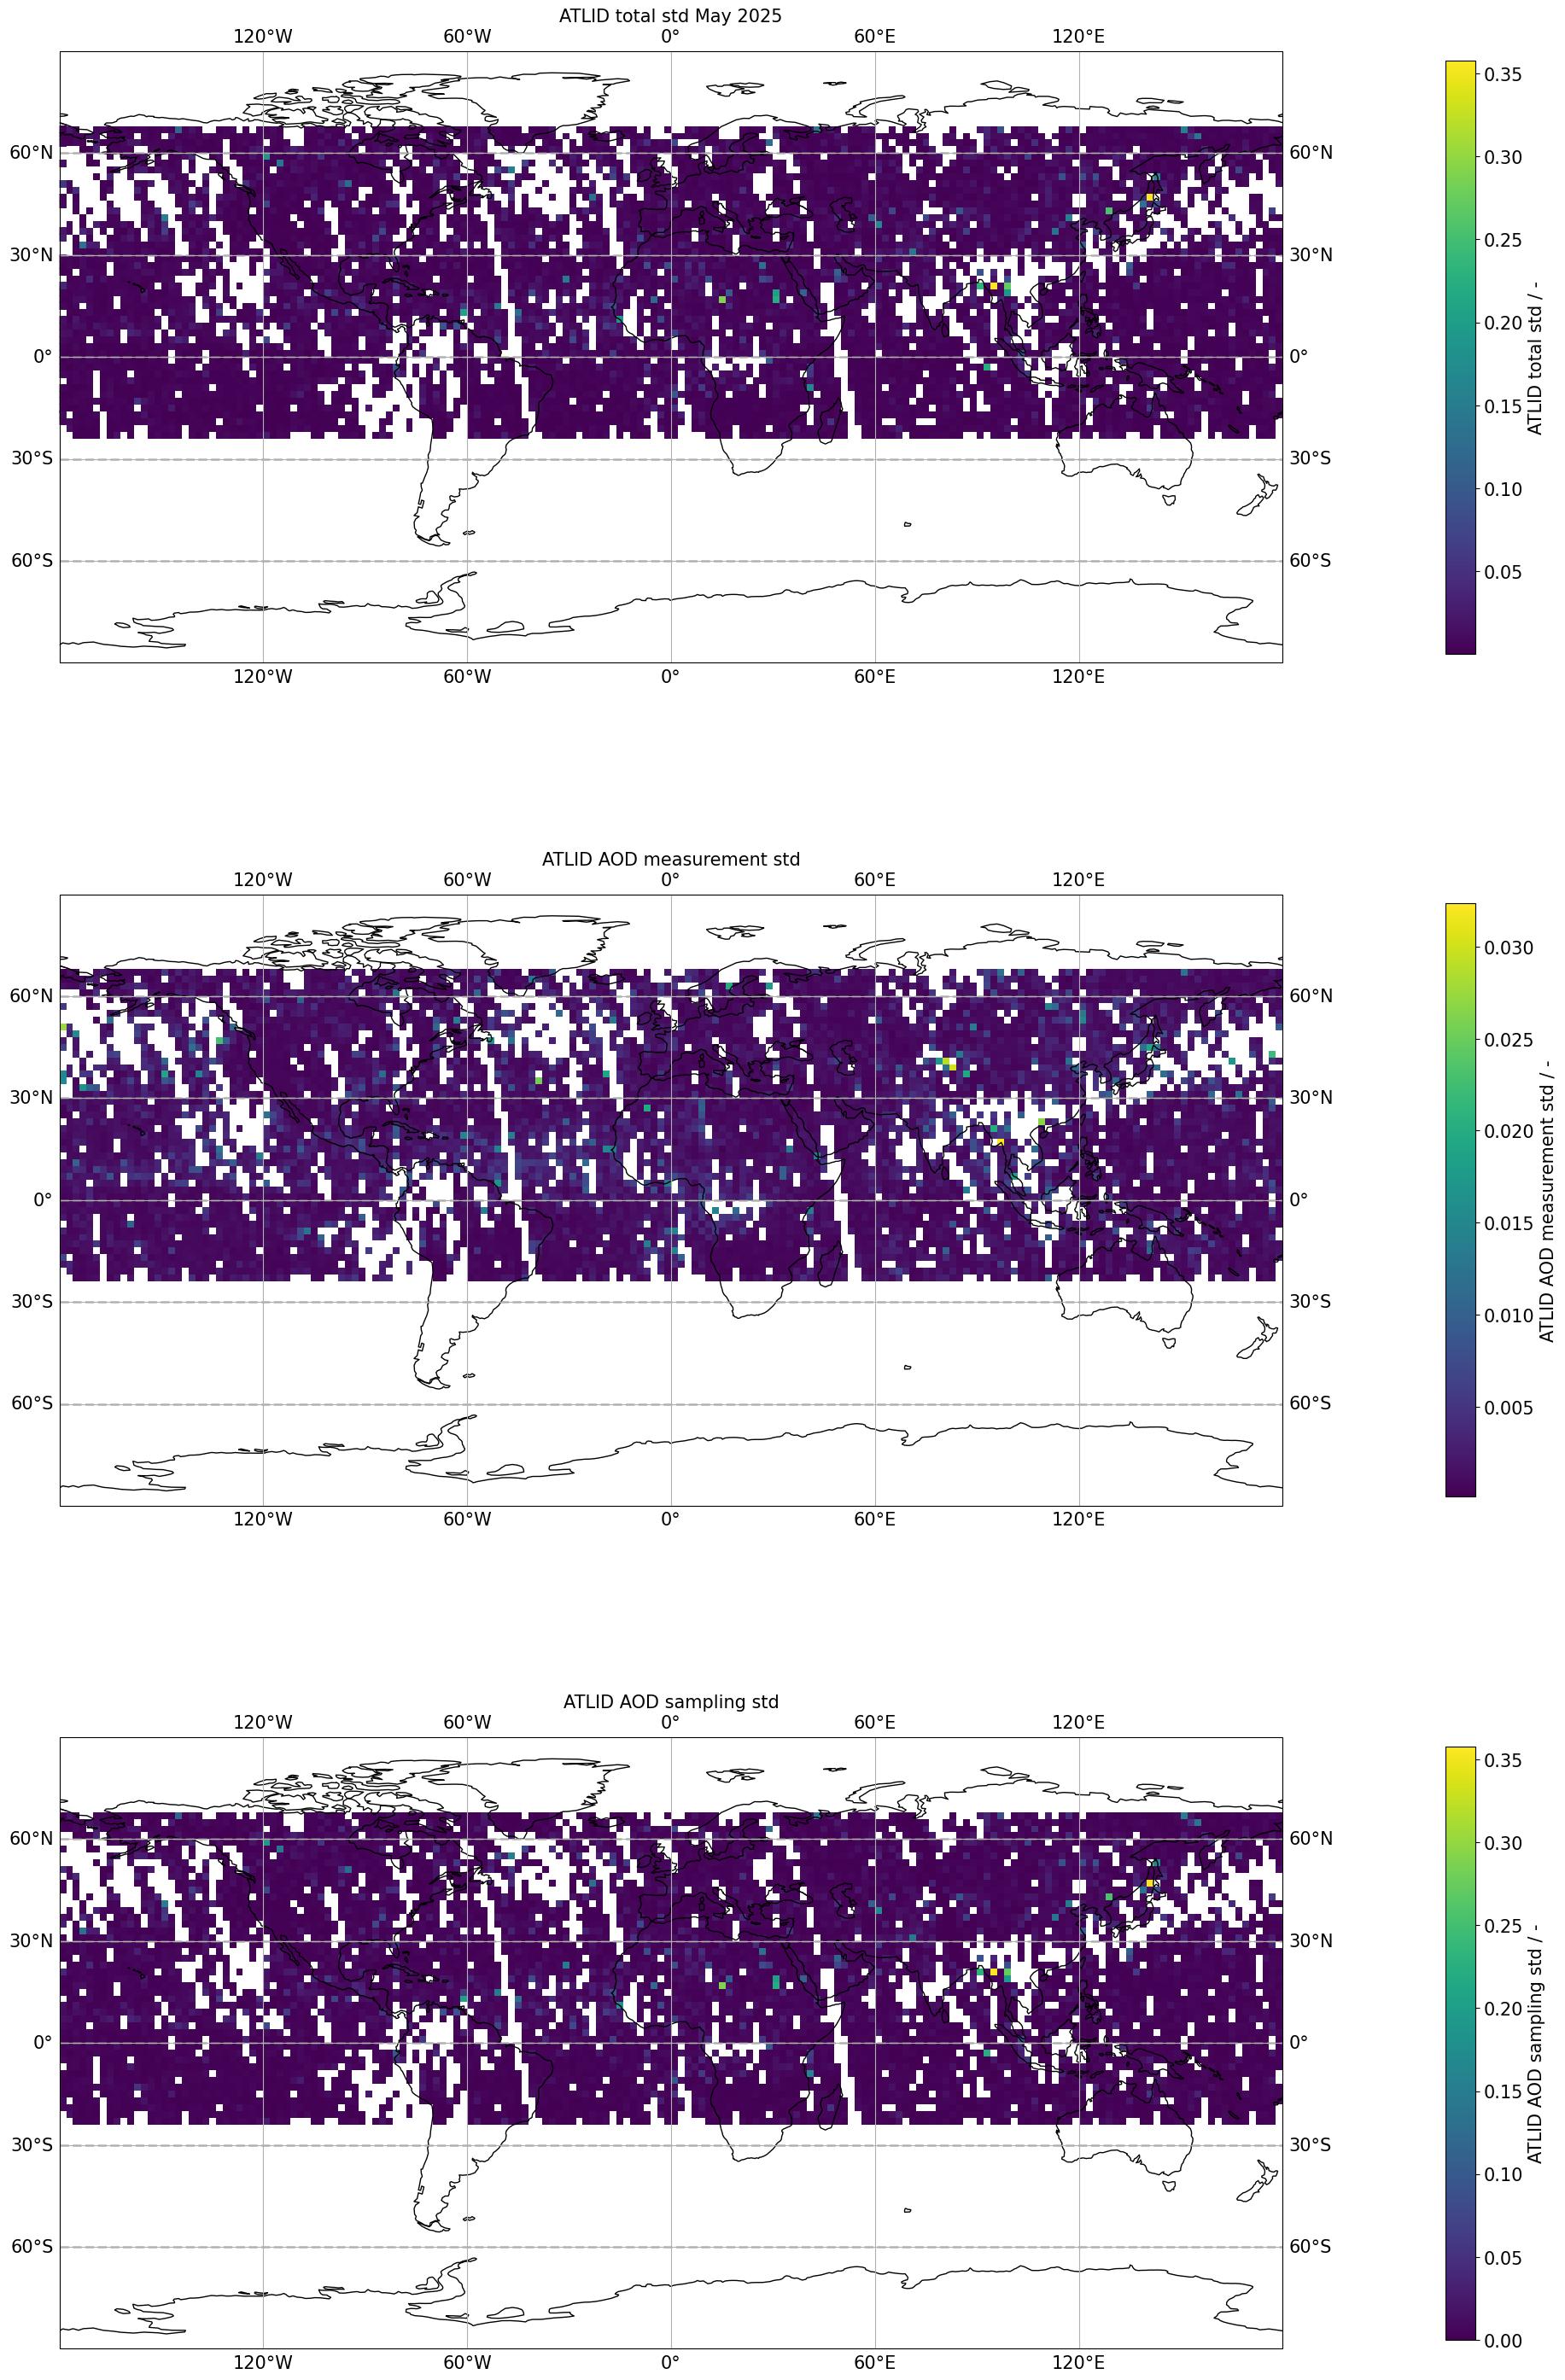 ATLID total std May 2025
120°W 60°W 0° 60°E 120°E
0.35
60°N 60°N
0.30
30°N 30°N
0.25
0° 0°
0.20
ATLID total std / -
0.15
30°S 30°S
0.10
60°S 60°S
0.05
120°W 60°W 0° 60°E 120°E
ATLID AOD measurement std
120°W 60°W 0° 60°E 120°E
0.030
60°N 60°N
0.025
30°N 30°N
0.020
0° 0°
0.015
ATLID AOD measurement std / -
30°S 30°S
0.010
60°S 60°S
0.005
120°W 60°W 0° 60°E 120°E
ATLID AOD sampling std
120°W 60°W 0° 60°E 120°E
0.35
60°N 60°N
0.30
30°N 30°N
0.25
0° 0°
0.20
ATLID AOD sampling std / -
0.15
30°S 30°S
0.10
60°S 60°S
0.05
0.00
120°W 60°W 0° 60°E 120°E